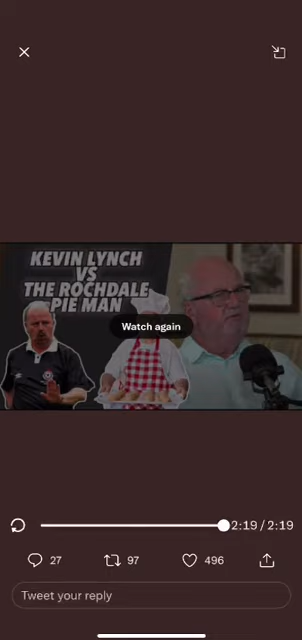 KEVIN LYNCH
VS
THE ROCHDALE
PIE MAN
Watch again
2:19 / 2:19
27
97
496
Tweet your reply